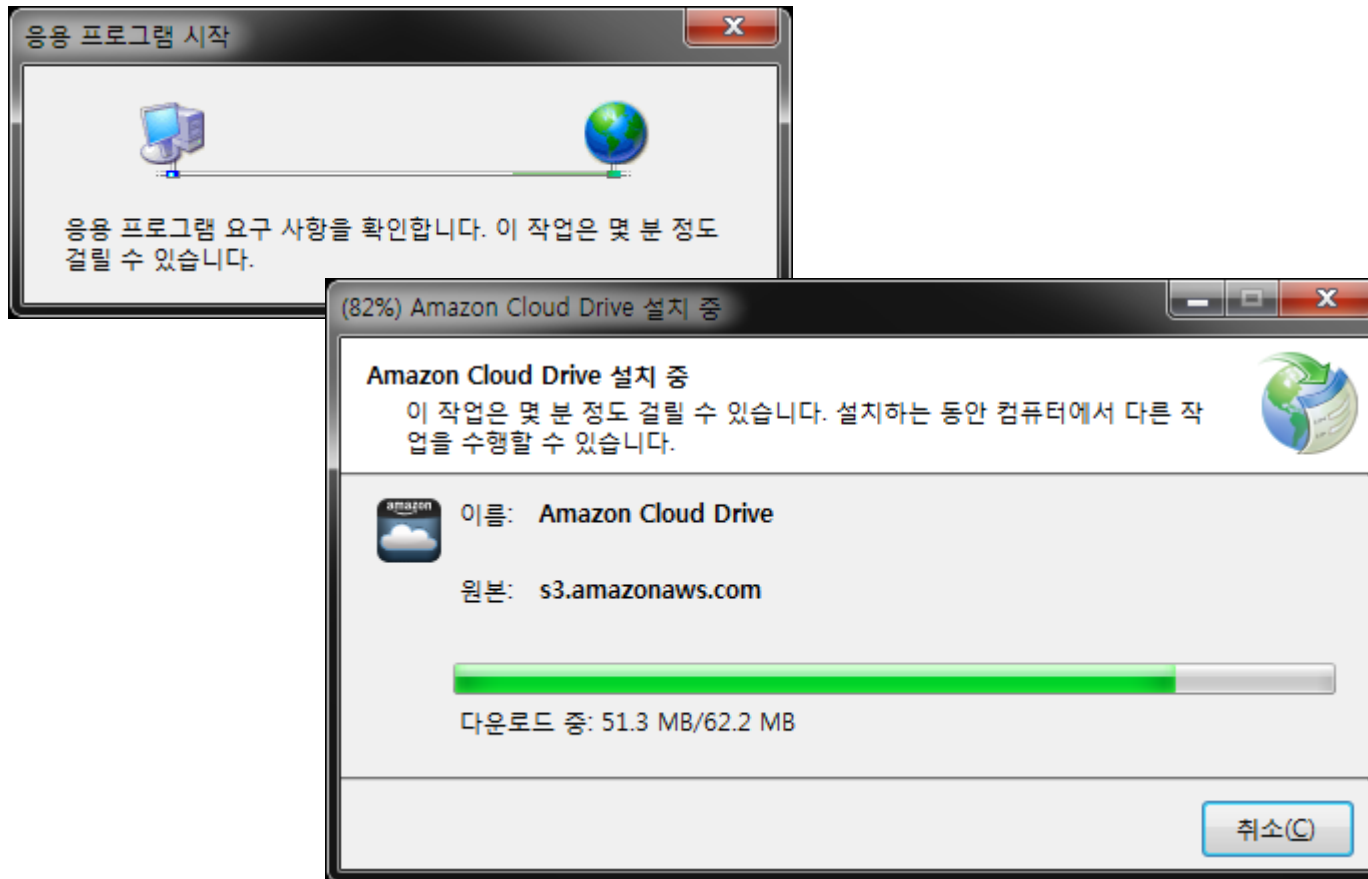 응용 프로그램 시작
응용 프로그램 요구 사항을 확인합니다. 이 작업은 몇 분 정도
걸릴 수 있습니다.
(82%) Amazon Cloud Drive 설치 중
Amazon Cloud Drive 설치 중
이 작업은 몇 분 정도 걸릴 수 있습니다. 설치하는 동안 컴퓨터에서 다른 작
업을 수행할 수 있습니다.
amazon
이름: Amazon Cloud Drive
원본: s3.amazonaws.com
다운로드 중: 51.3 MB/62.2 MB
취소(C)